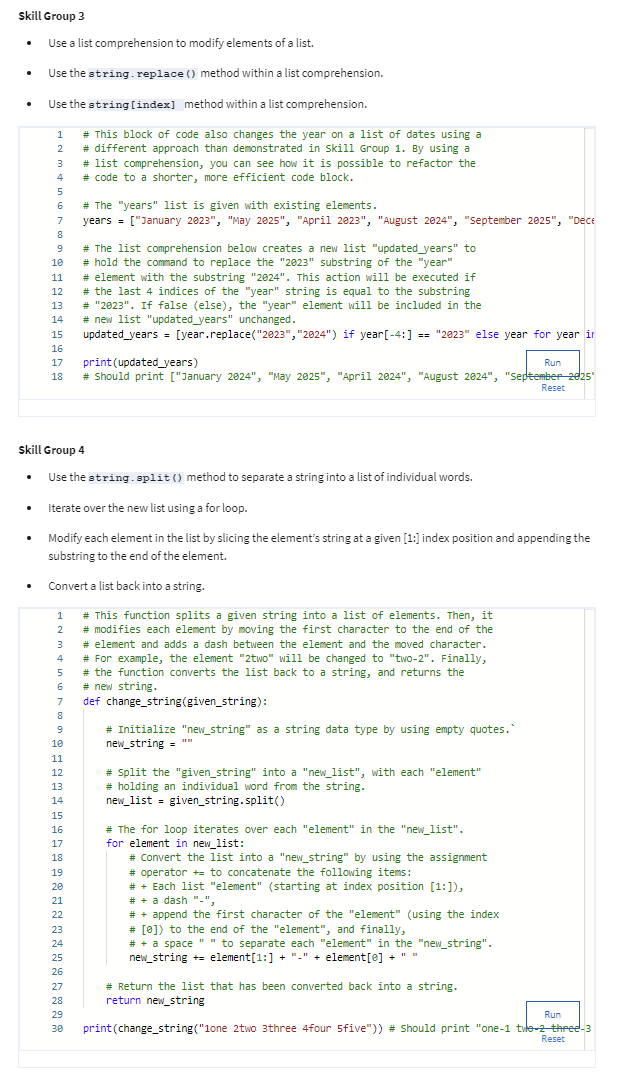 Skill Group 3
• Use a list comprehension to modify elements of a list.
• Use the string.replace() method within a list comprehension.
• Use the string[index] method within a list comprehension.
1 # This block of code also changes the year on a list of dates using a
2 # different approach than demonstrated in Skill Group 1. By using a
3 # list comprehension, you can see how it is possible to refactor the
4 # code to a shorter, more efficient code block.
5
6 # The "years" list is given with existing elements.
7 years = ["January 2023", "May 2025", "April 2023", "August 2024", "September 2025", "Dece
8
9 # The list comprehension below creates a new list "updated_years" to
10 # hold the command to replace the "2023" substring of the "year"
11 # element with the substring "2024". This action will be executed if
12 # the last 4 indices of the "year" string is equal to the substring
13 # "2023". If false (else), the "year" element will be included in the
14 # new list "updated_years" unchanged.
15 updated_years = [year.replace("2023","2024") if year[-4:] == "2023" else year for year in
16
17 print(updated_years)
Run
18 # Should print ["January 2024", "May 2025", "April 2024", "August 2024", "September 2025"
Reset
Skill Group 4
• Use the string.split() method to separate a string into a list of individual words.
• Iterate over the new list using a for loop.
• Modify each element in the list by slicing the element's string at a given [1:] index position and appending the
substring to the end of the element.
• Convert a list back into a string.
1 # This function splits a given string into a list of elements. Then, it
2 # modifies each element by moving the first character to the end of the
3 # element and adds a dash between the element and the moved character.
4 # For example, the element "2two" will be changed to "two-2". Finally,
5 # the function converts the list back to a string, and returns the
6 # new string.
7 def change_string(given_string):
8
9 # Initialize "new_string" as a string data type by using empty quotes.`
10 new_string = ""
11
12 # Split the "given_string" into a "new_list", with each "element"
13 # holding an individual word from the string.
14 new_list = given_string.split()
15
16 # The for loop iterates over each "element" in the "new_list".
17 for element in new_list:
18 # Convert the list into a "new_string" by using the assignment
19 # operator += to concatenate the following items:
20 # + Each list "element" (starting at index position [1:]),
21 # + a dash "-",
22 # + append the first character of the "element" (using the index
23 # [0]) to the end of the "element", and finally,
24 # + a space " " to separate each "element" in the "new_string".
25 new_string += element[1:] + "-" + element[0] + " "
26
27 # Return the list that has been converted back into a string.
28 return new_string
29
Run
30 print(change_string("1one 2two 3three 4four 5five")) # Should print "one-1 two-2 three-3
Reset